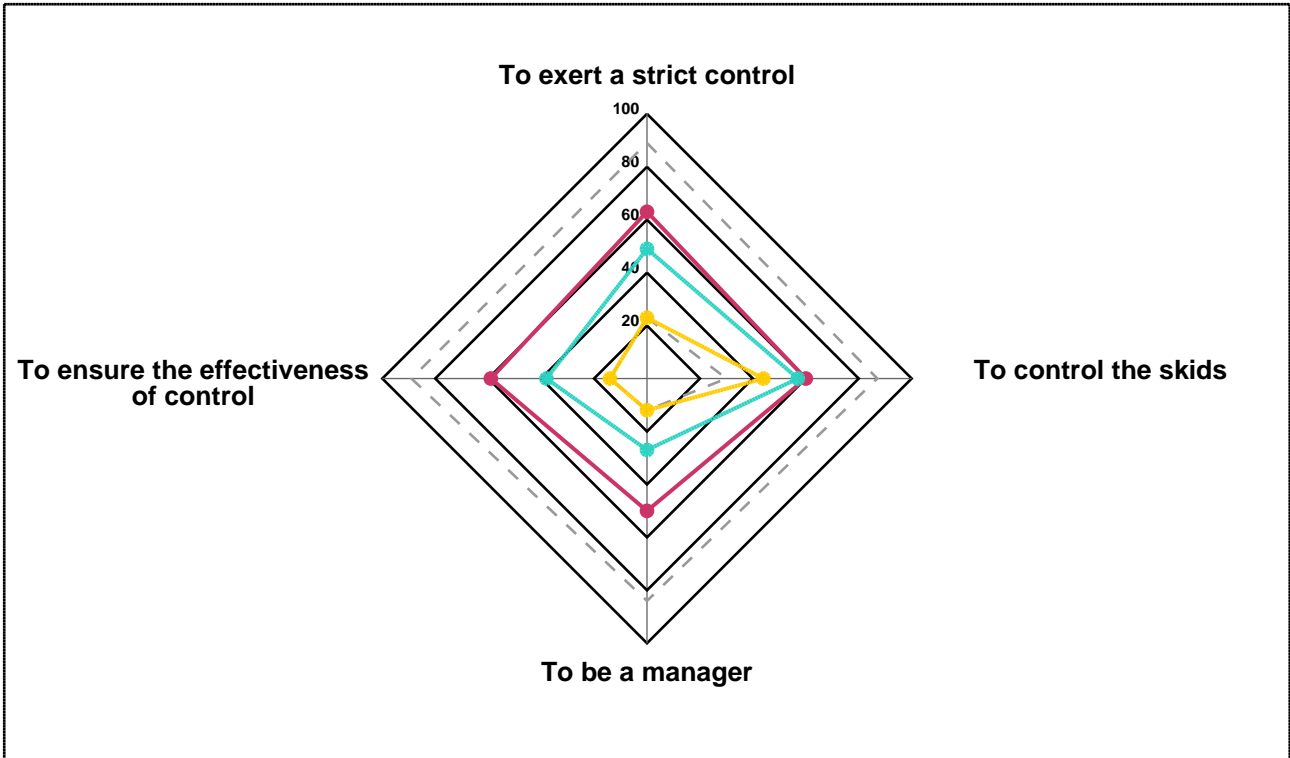 To exert a strict control
100
80
60
40
20
To ensure the effectiveness
of control
To control the skids
To be a manager